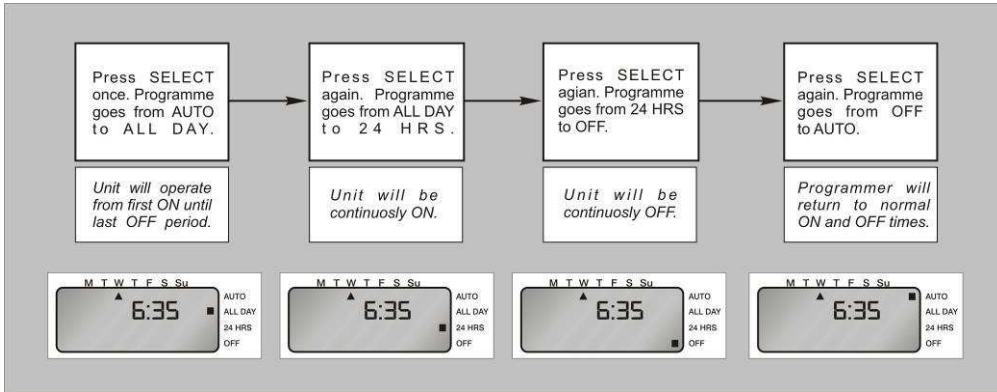 Press SELECT
once. Programme
goes from AUTO
to ALL DAY.
Press SELECT
again. Programme
goes from ALL DAY
to 24 HRS.
Press SELECT
agian. Programme
goes from 24 HRS
to OFF.
Press SELECT
again. Programme
goes from OFF
to AUTO.
Unit will operate
from first ON until
last OFF period.
Unit will be
continuosly ON.
Unit will be
continuosly OFF.
Programmer will
return to normal
ON and OFF times.
M T W T F S Su
6:35
AUTO
ALL DAY
24 HRS
OFF
M T W T F S Su
6:35
AUTO
ALL DAY
24 HRS
OFF
M T W T F S Su
6:35
AUTO
ALL DAY
24 HRS
OFF
M T W T F S Su
6:35
AUTO
ALL DAY
24 HRS
OFF